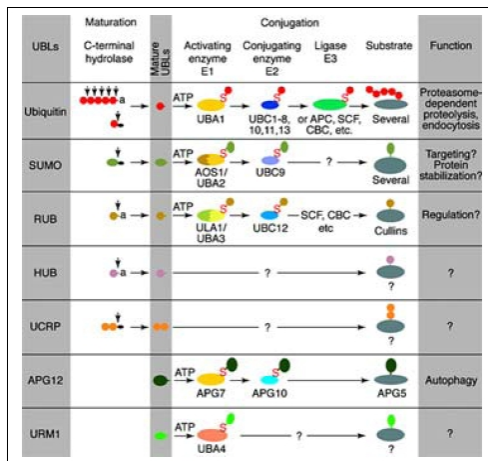 Maturation
Conjugation
UBLs
C-terminal
hydrolase
Mature
UBLs
Activating
enzyme
E1
Conjugating
enzyme
E2
Ligase
E3
Substrate
Function
Ubiquitin
a
ATP
S
UBA1
S
UBC1-8,
10,11,13
S
or APC, SCF,
CBC, etc.
Several
Proteasome-
dependent
proteolysis,
endocytosis
SUMO
ATP
S
AOS1/
UBA2
S
UBC9
?
Several
Targeting?
Protein
stabilization?
RUB
a
ATP
S
ULA1/
UBA3
S
UBC12
SCF, CBC
etc
Cullins
Regulation?
HUB
a
?
?
?
UCRP
?
?
?
APG12
ATP
S
APG7
S
APG10
APG5
Autophagy
URM1
ATP
S
UBA4
?
?
?